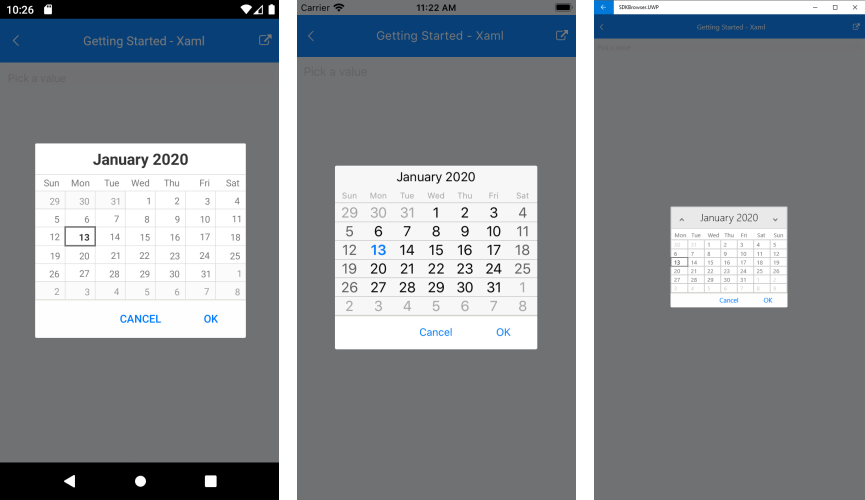 10:26
Getting Started - Xaml
Pick a value
January 2020
Sun Mon Tue Wed Thu Fri Sat
29 30 31 1 2 3 4
5 6 7 8 9 10 11
12 13 14 15 16 17 18
19 20 21 22 23 24 25
26 27 28 29 30 31 1
2 3 4 5 6 7 8
CANCEL OK
Carrier 11:22 AM
Getting Started - Xaml
Pick a value
January 2020
Sun Mon Tue Wed Thu Fri Sat
29 30 31 1 2 3 4
5 6 7 8 9 10 11
12 13 14 15 16 17 18
19 20 21 22 23 24 25
26 27 28 29 30 31 1
2 3 4 5 6 7 8
Cancel OK
SDKBrowser.UWP
Getting Started - Xaml
Pick a value
January 2020
Mon Tue Wed Thu Fri Sat Sun
30 31 1 2 3 4 5
6 7 8 9 10 11 12
13 14 15 16 17 18 19
20 21 22 23 24 25 26
27 28 29 30 31 1 2
3 4 5 6 7 8 9
Cancel OK